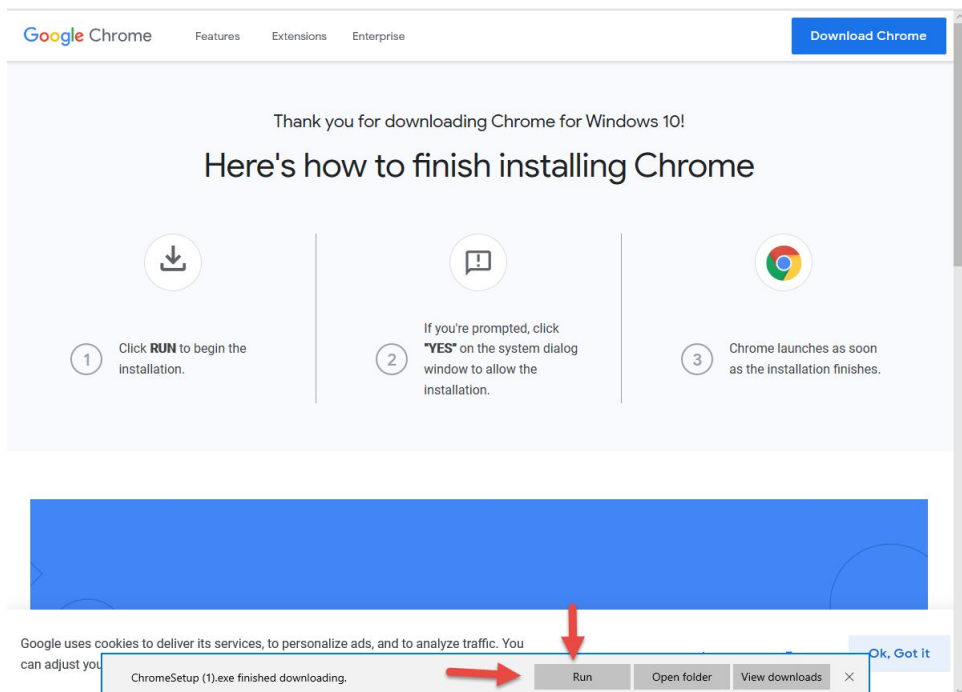 Google Chrome Features Extensions Enterprise Download Chrome
Thank you for downloading Chrome for Windows 10!
Here's how to finish installing Chrome
1 Click RUN to begin the
installation.
2 If you're prompted, click
"YES" on the system dialog
window to allow the
installation.
3 Chrome launches as soon
as the installation finishes.
Google uses cookies to deliver its services, to personalize ads, and to analyze traffic. You
can adjust you
Ok, Got it
ChromeSetup (1).exe finished downloading. Run Open folder View downloads